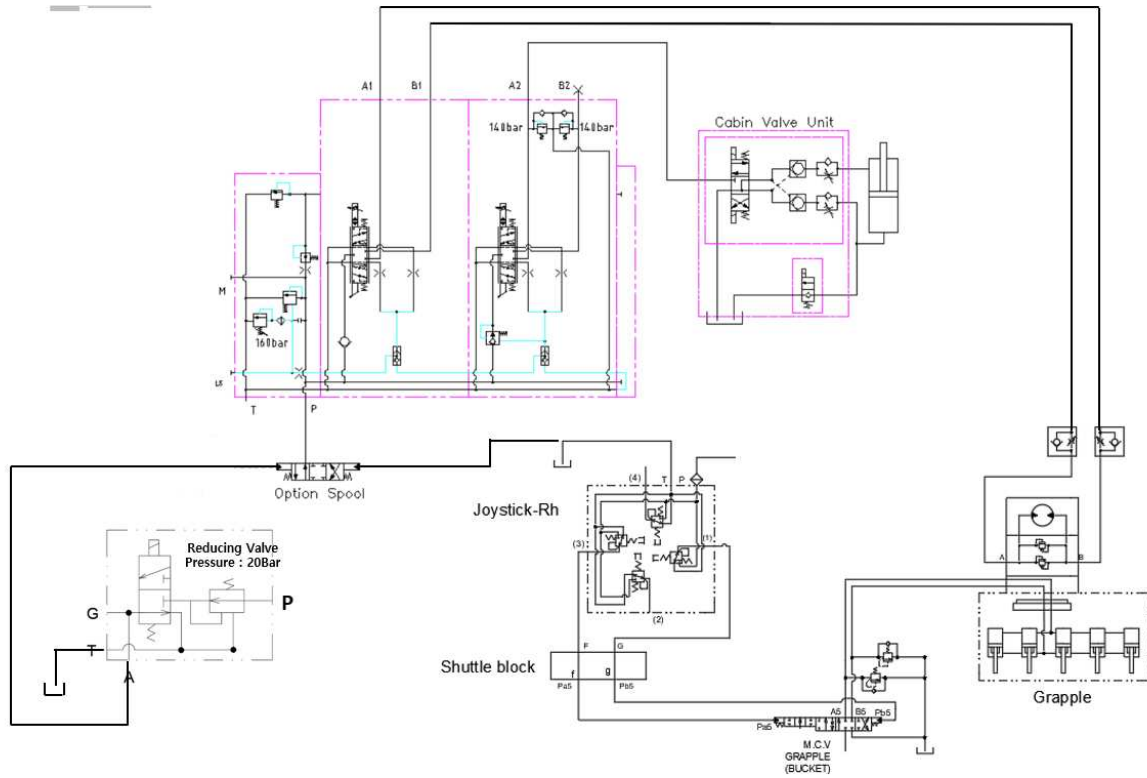 A1
B1
A2
B2
140bar
140bar
Cabin Valve Unit
M
160bar
LS
T
P
Option Spool
Reducing Valve
Pressure : 20Bar
P
G
T
A
Joystick-Rh
(4)
T
P
(3)
(1)
(2)
Shuttle block
F
G
f
g
Pa5
Pb5
A5
B5
Pa5
Pb5
M.C.V
GRAPPLE
(BUCKET)
A
B
Grapple